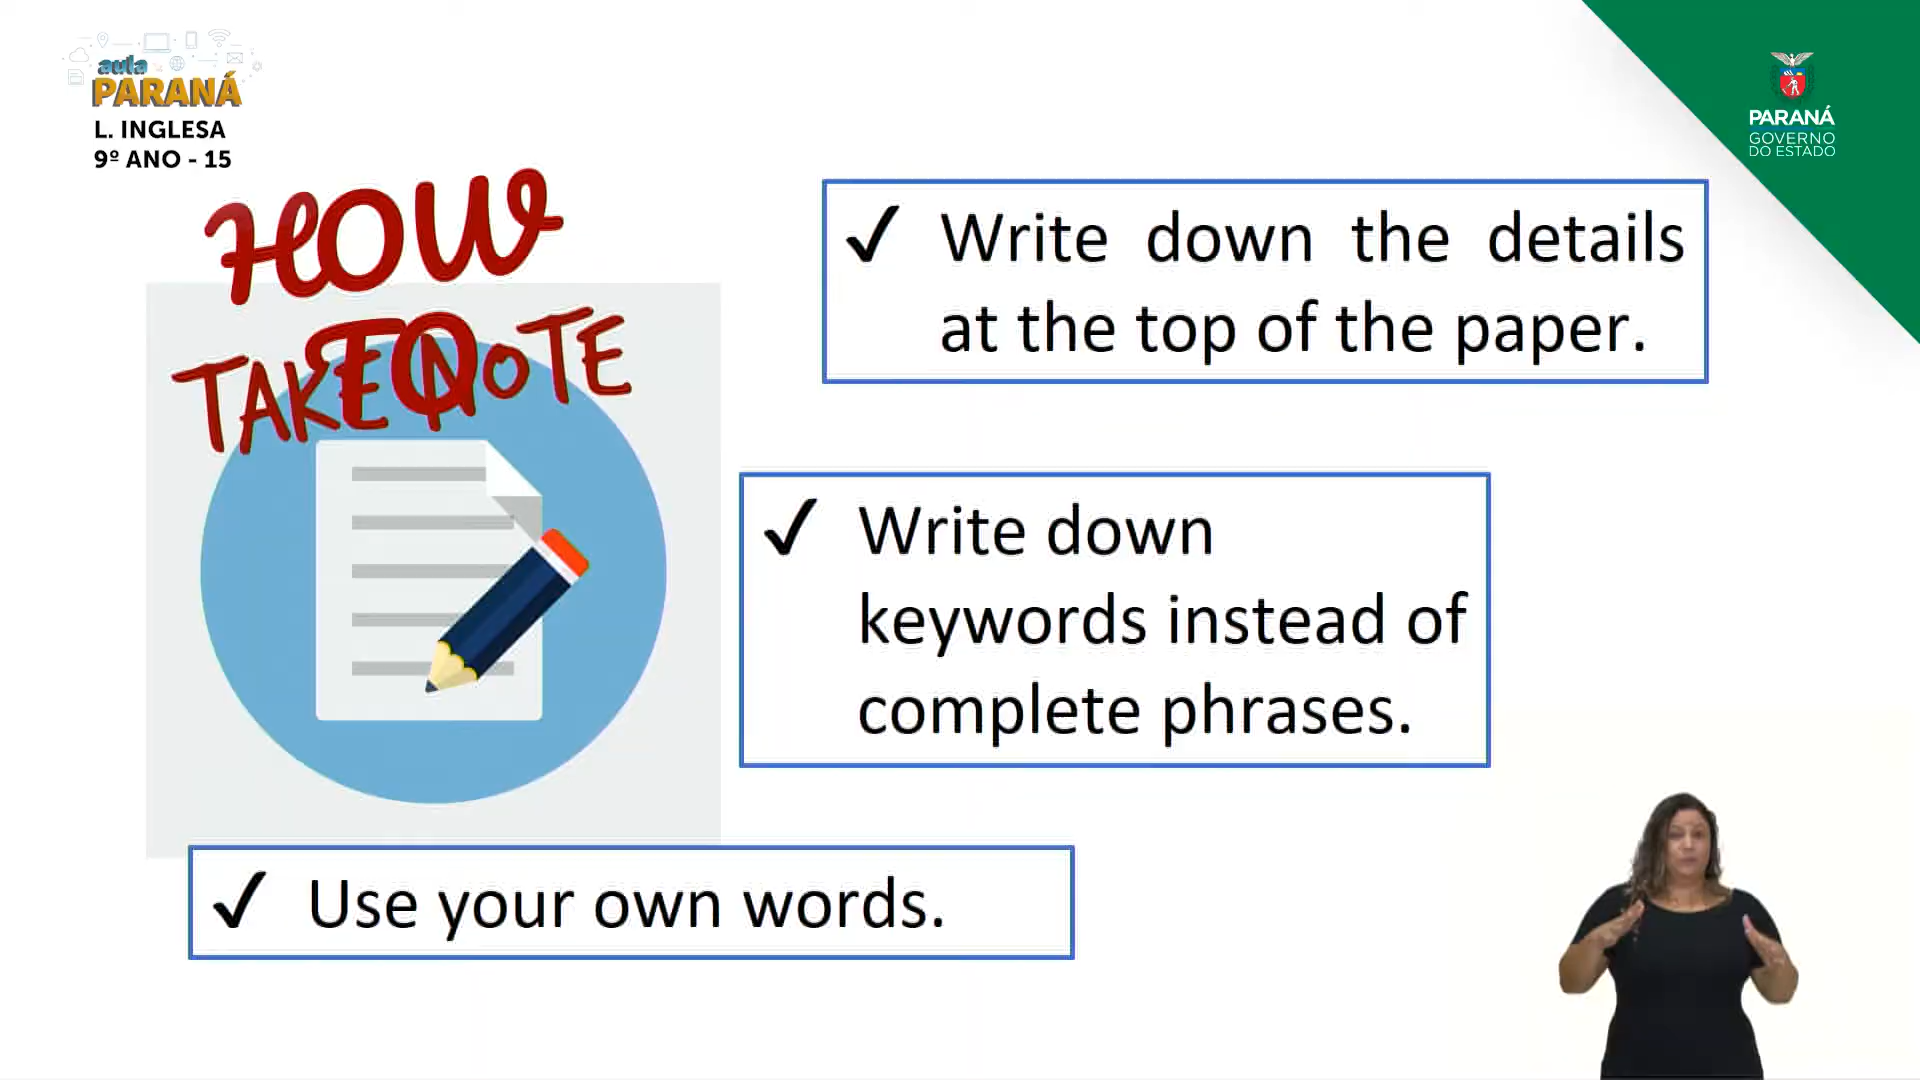 aula
PARANÁ
L. INGLESA
9º ANO - 15
PARANÁ
GOVERNO
DO ESTADO
HOW
TO
TAKE NOTE
✓ Write down the details
at the top of the paper.
✓ Write down
keywords instead of
complete phrases.
✓ Use your own words.